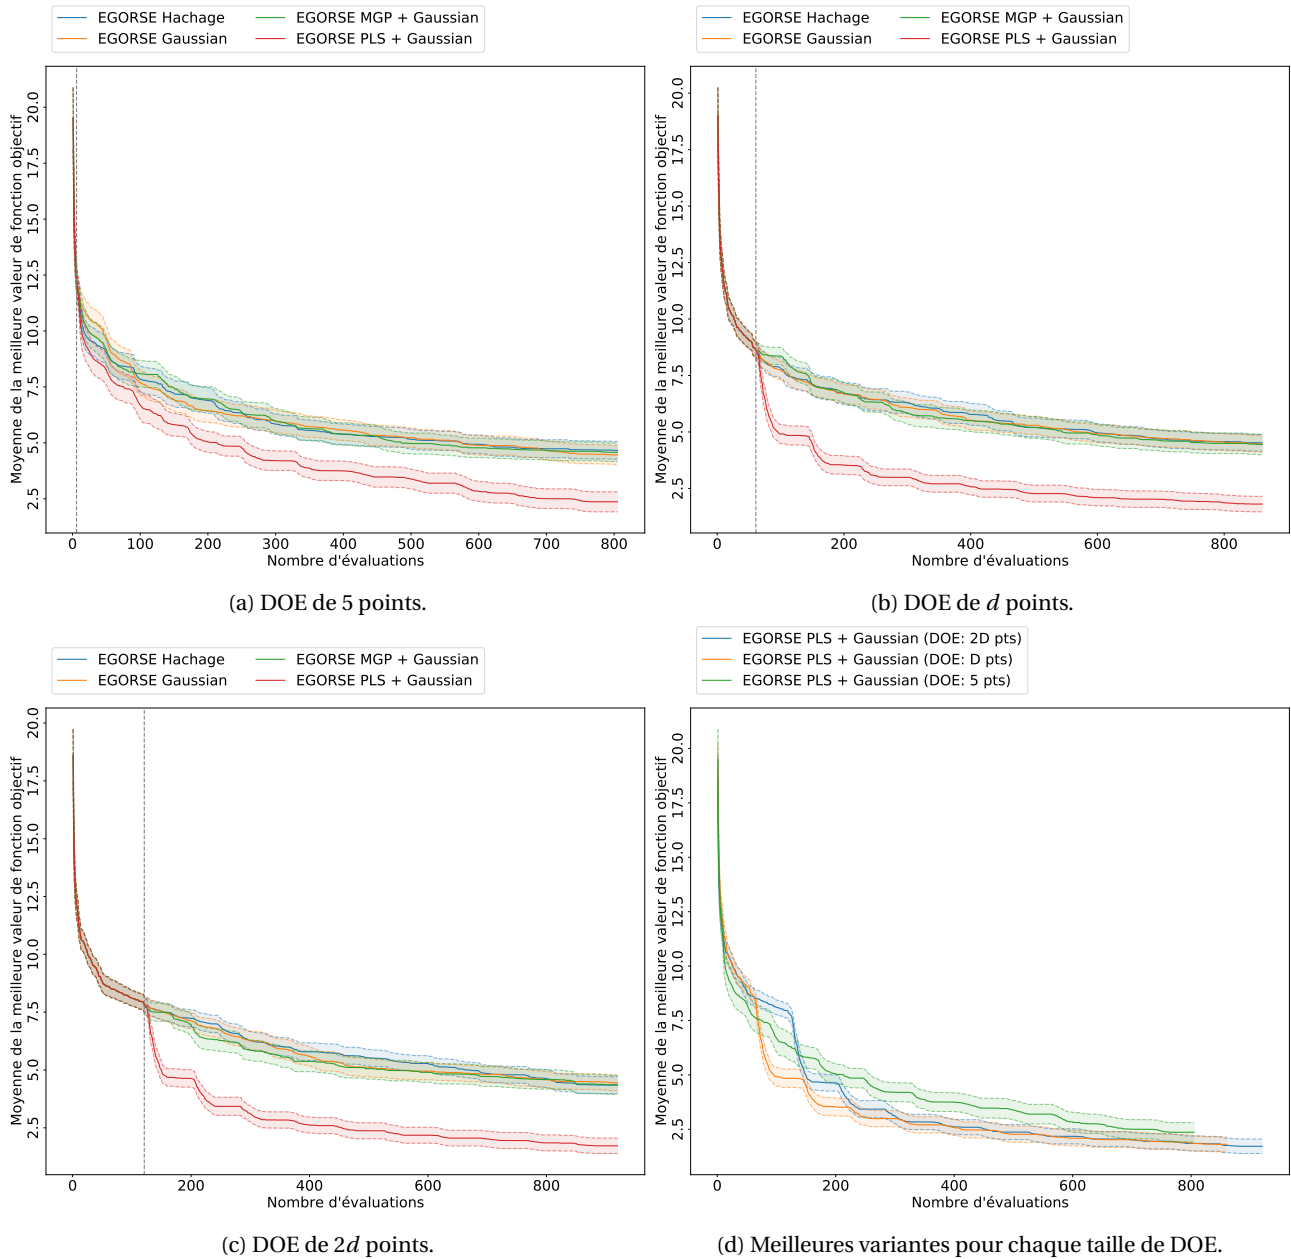 EGORSE Hachage
EGORSE Gaussian
EGORSE MGP + Gaussian
EGORSE PLS + Gaussian
Moyenne de la meilleure valeur de fonction objectif
20.0
17.5
15.0
12.5
10.0
7.5
5.0
2.5
0 100 200 300 400 500 600 700 800
Nombre d'évaluations
(a) DOE de 5 points.
EGORSE Hachage
EGORSE Gaussian
EGORSE MGP + Gaussian
EGORSE PLS + Gaussian
Moyenne de la meilleure valeur de fonction objectif
20.0
17.5
15.0
12.5
10.0
7.5
5.0
2.5
0 200 400 600 800
Nombre d'évaluations
(b) DOE de d points.
EGORSE Hachage
EGORSE Gaussian
EGORSE MGP + Gaussian
EGORSE PLS + Gaussian
Moyenne de la meilleure valeur de fonction objectif
20.0
17.5
15.0
12.5
10.0
7.5
5.0
2.5
0 200 400 600 800
Nombre d'évaluations
(c) DOE de 2d points.
EGORSE PLS + Gaussian (DOE: 2D pts)
EGORSE PLS + Gaussian (DOE: D pts)
EGORSE PLS + Gaussian (DOE: 5 pts)
Moyenne de la meilleure valeur de fonction objectif
20.0
17.5
15.0
12.5
10.0
7.5
5.0
2.5
0 200 400 600 800
Nombre d'évaluations
(d) Meilleures variantes pour chaque taille de DOE.